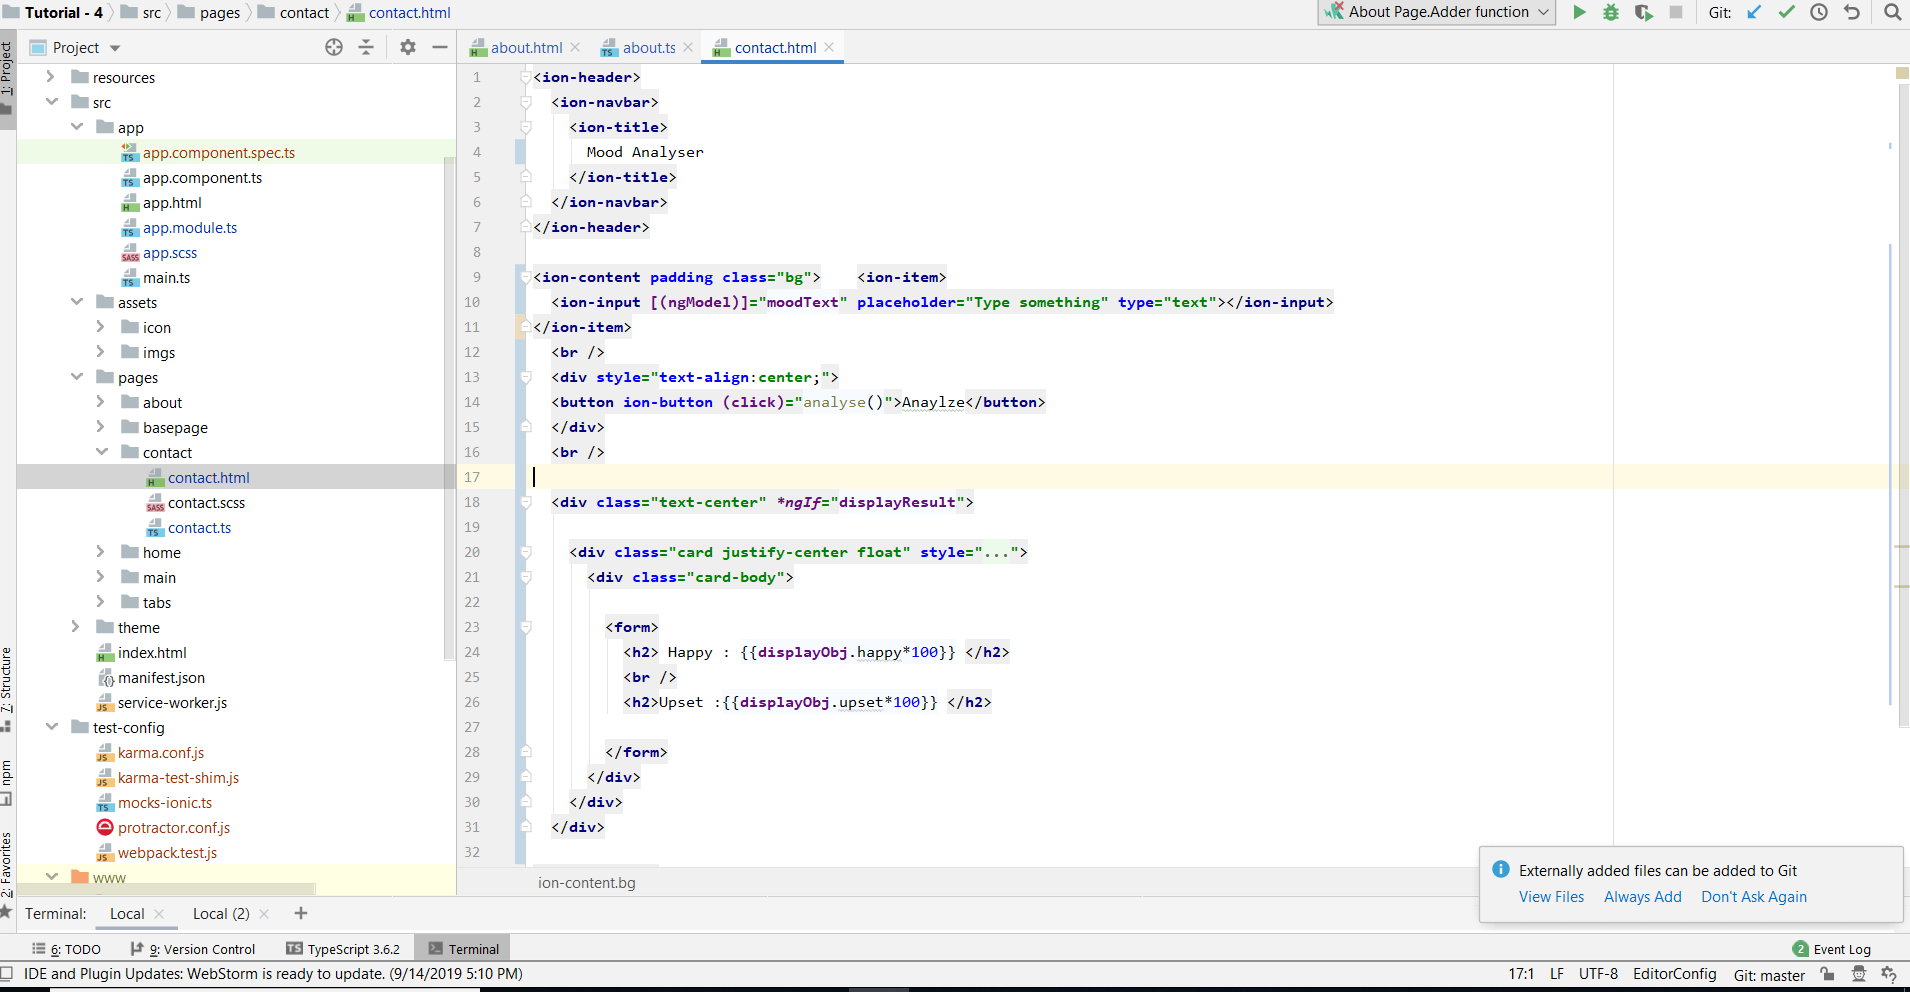 Tutorial - 4 src pages contact contact.html About Page.Adder function Git:
1: Project
Project
about.html about.ts contact.html
resources
src
app
app.component.spec.ts
app.component.ts
app.html
app.module.ts
app.scss
main.ts
assets
icon
imgs
pages
about
basepage
contact
contact.html
contact.scss
contact.ts
home
main
tabs
theme
index.html
manifest.json
service-worker.js
test-config
karma.conf.js
karma-test-shim.js
mocks-ionic.ts
protractor.conf.js
webpack.test.js
www
7: Structure
npm
2: Favorites
1 <ion-header>
2 <ion-navbar>
3 <ion-title>
4 Mood Analyser
5 </ion-title>
6 </ion-navbar>
7 </ion-header>
8
9 <ion-content padding class="bg"> <ion-item>
10 <ion-input [(ngModel)]="moodText" placeholder="Type something" type="text"></ion-input>
11 </ion-item>
12 <br />
13 <div style="text-align:center;">
14 <button ion-button (click)="analyse()">Anaylze</button>
15 </div>
16 <br />
17
18 <div class="text-center" *ngIf="displayResult">
19
20 <div class="card justify-center float" style="...">
21 <div class="card-body">
22
23 <form>
24 <h2> Happy : {{displayObj.happy*100}} </h2>
25 <br />
26 <h2>Upset :{{displayObj.upset*100}} </h2>
27
28 </form>
29 </div>
30 </div>
31 </div>
32
ion-content.bg
Externally added files can be added to Git
View Files Always Add Don't Ask Again
Terminal: Local Local (2)
6: TODO 9: Version Control TypeScript 3.6.2 Terminal 2 Event Log
IDE and Plugin Updates: WebStorm is ready to update. (9/14/2019 5:10 PM) 17:1 LF UTF-8 EditorConfig Git: master